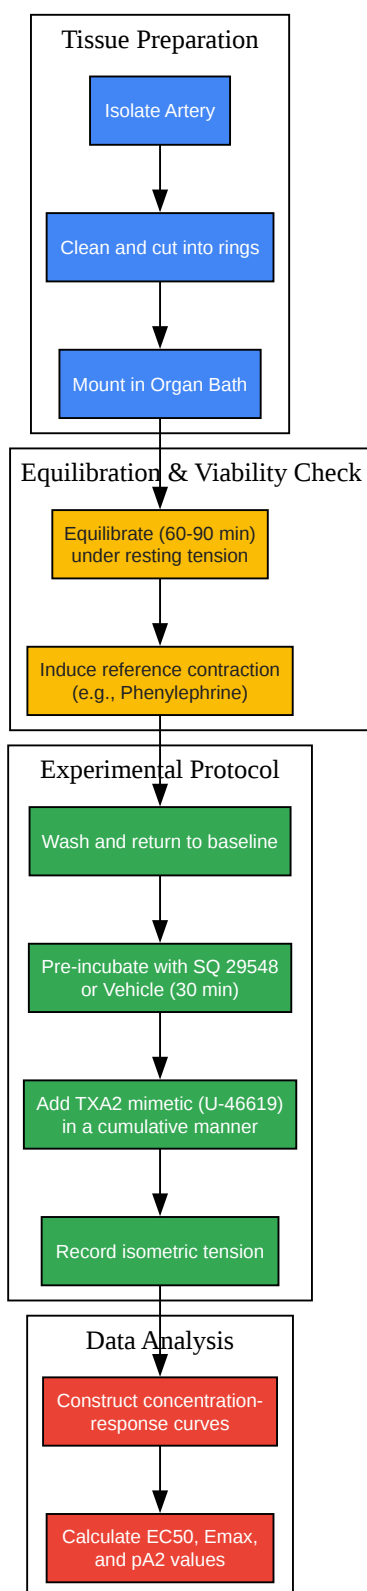 Tissue Preparation
Isolate Artery
Clean and cut into rings
Mount in Organ Bath
Equilibration & Viability Check
Equilibrate (60-90 min)
under resting tension
Induce reference contraction
(e.g., Phenylephrine)
Experimental Protocol
Wash and return to baseline
Pre-incubate with SQ 29548
or Vehicle (30 min)
Add TXA2 mimetic (U-46619)
in a cumulative manner
Record isometric tension
Data Analysis
Construct concentration-
response curves
Calculate EC50, Emax,
and pA2 values